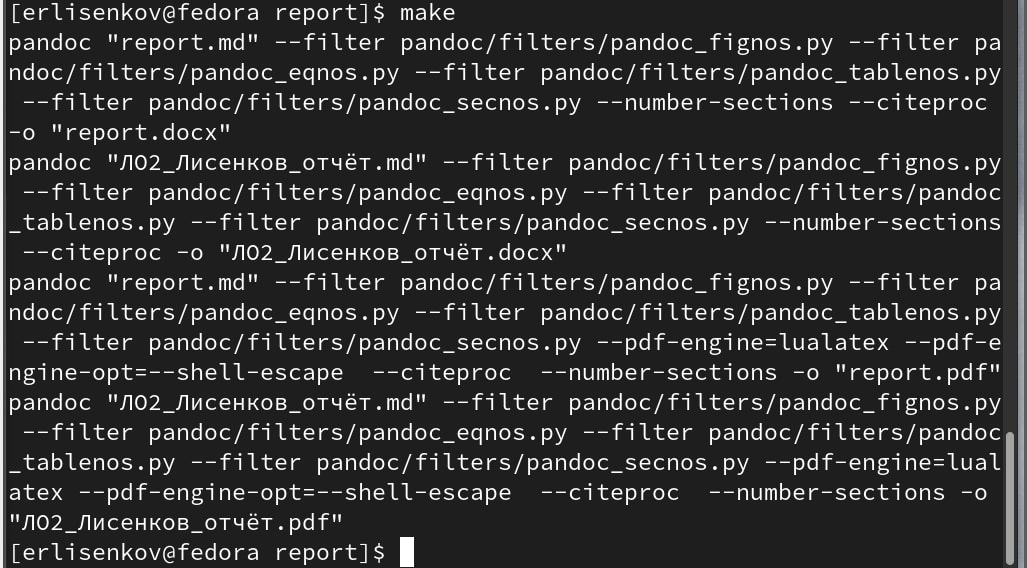 [erlisenkov@fedora report]$ make
pandoc "report.md" --filter pandoc/filters/pandoc_fignos.py --filter pa
ndoc/filters/pandoc_eqnos.py --filter pandoc/filters/pandoc_tablenos.py
 --filter pandoc/filters/pandoc_secnos.py --number-sections --citeproc
-o "report.docx"
pandoc "ЛО2_Лисенков_отчёт.md" --filter pandoc/filters/pandoc_fignos.py
 --filter pandoc/filters/pandoc_eqnos.py --filter pandoc/filters/pandoc
_tablenos.py --filter pandoc/filters/pandoc_secnos.py --number-sections
 --citeproc -o "ЛО2_Лисенков_отчёт.docx"
pandoc "report.md" --filter pandoc/filters/pandoc_fignos.py --filter pa
ndoc/filters/pandoc_eqnos.py --filter pandoc/filters/pandoc_tablenos.py
 --filter pandoc/filters/pandoc_secnos.py --pdf-engine=lualatex --pdf-e
ngine-opt=--shell-escape  --citeproc  --number-sections -o "report.pdf"
pandoc "ЛО2_Лисенков_отчёт.md" --filter pandoc/filters/pandoc_fignos.py
 --filter pandoc/filters/pandoc_eqnos.py --filter pandoc/filters/pandoc
_tablenos.py --filter pandoc/filters/pandoc_secnos.py --pdf-engine=lual
atex --pdf-engine-opt=--shell-escape  --citeproc  --number-sections -o
"ЛО2_Лисенков_отчёт.pdf"
[erlisenkov@fedora report]$